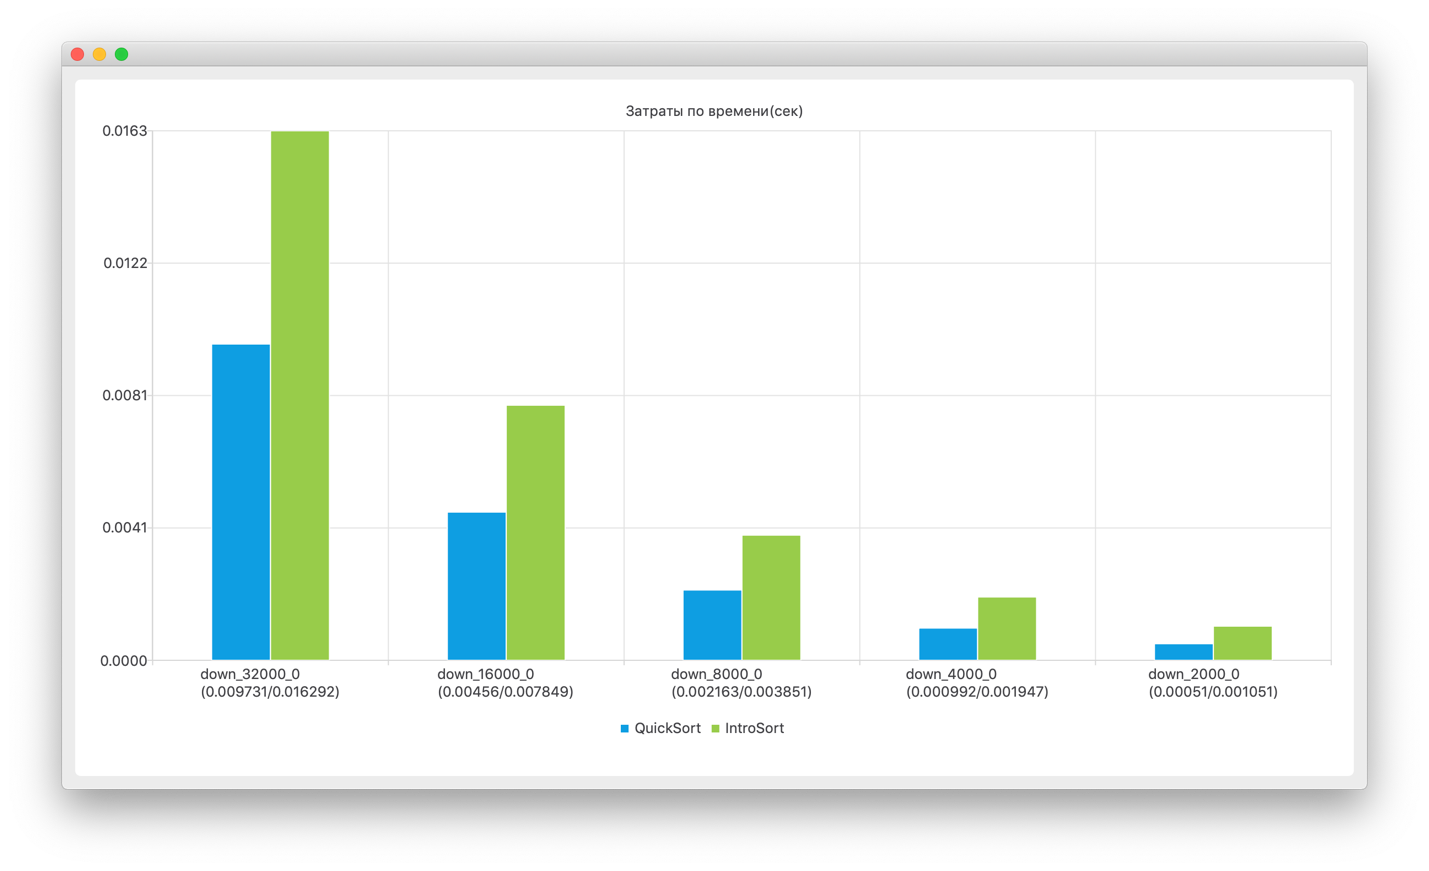 Затраты по времени(сек)
0.0163
0.0122
0.0081
0.0041
0.0000
down_32000_0
(0.009731/0.016292)
down_16000_0
(0.00456/0.007849)
down_8000_0
(0.002163/0.003851)
down_4000_0
(0.000992/0.001947)
down_2000_0
(0.00051/0.001051)
QuickSort IntroSort